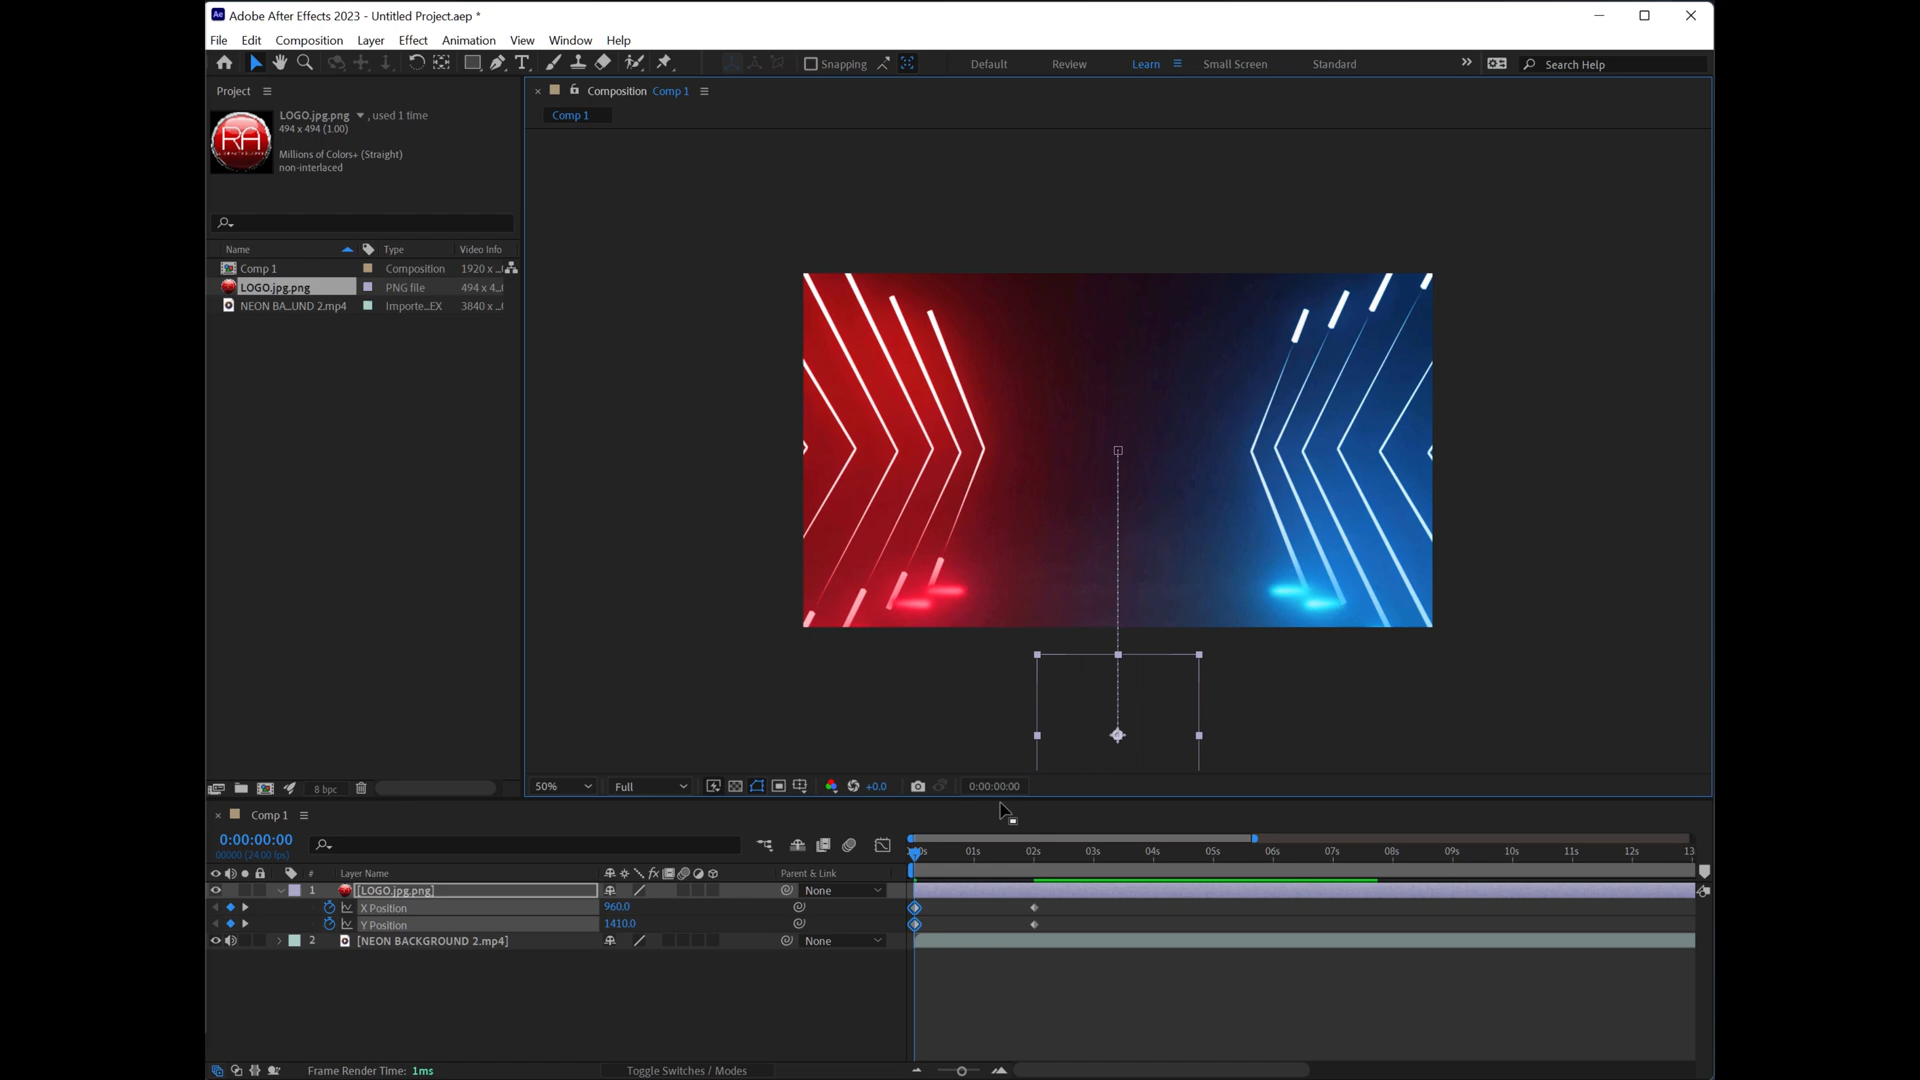 Adobe After Effects 2023 - Untitled Project.aep *
File Edit Composition Layer Effect Animation View Window Help
Snapping Default Review Learn Small Screen Standard Search Help
Project
LOGO.jpg.png , used 1 time
494 x 494 (1.00)
Millions of Colors+ (Straight)
non-interlaced
RA
Composition Comp 1
Comp 1
Name Type Video Info
Comp 1 Composition 1920 x ...
LOGO.jpg.png PNG file 494 x 4...
NEON BA...UND 2.mp4 Importe...EX 3840 x ...
8 bpc
50% Full +0.0 0:00:00:00
Comp 1
0:00:00:00
00000 (24.00 fps)
01s 02s 03s 04s 05s 06s 07s 08s 09s 10s 11s 12s 13
# Layer Name fx Parent & Link
1 [LOGO.jpg.png] None
X Position 960.0
Y Position 1410.0
2 [NEON BACKGROUND 2.mp4] None
Frame Render Time: 1ms Toggle Switches / Modes